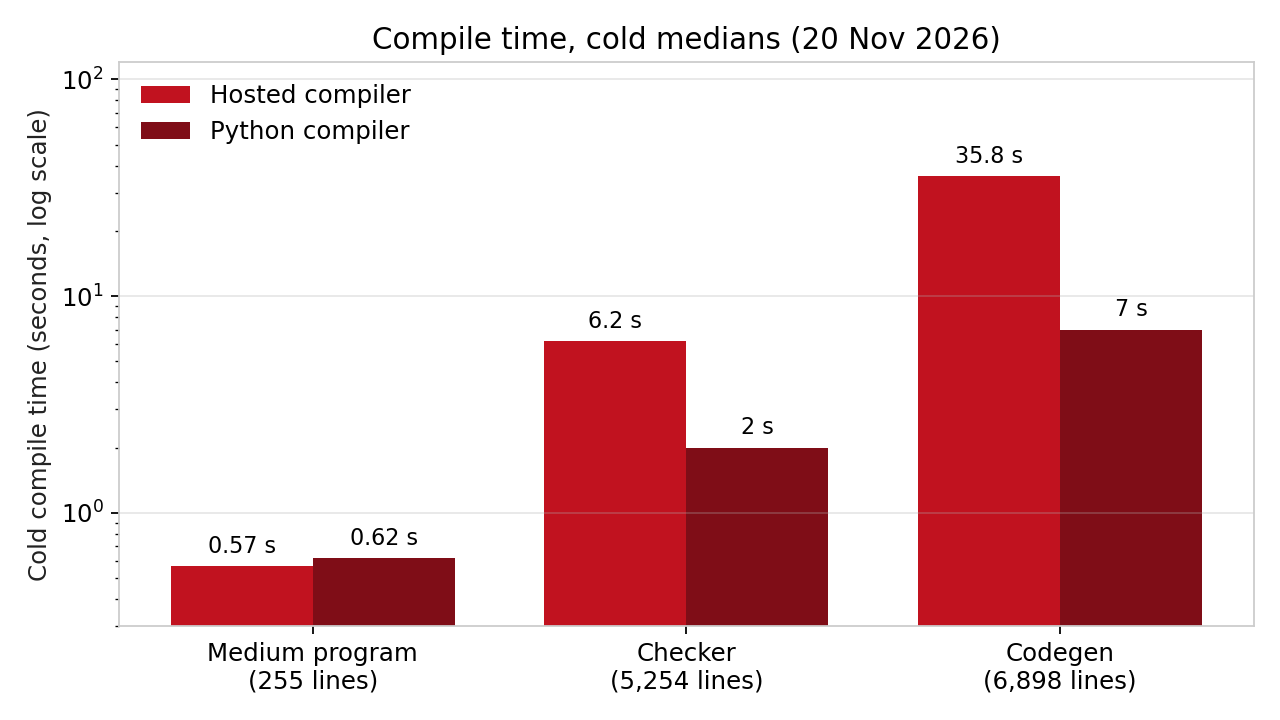 Compile time, cold medians (20 Nov 2026)
Cold compile time (seconds, log scale)
10²
10¹
10⁰
Hosted compiler
Python compiler
0.57 s
0.62 s
6.2 s
2 s
35.8 s
7 s
Medium program
(255 lines)
Checker
(5,254 lines)
Codegen
(6,898 lines)